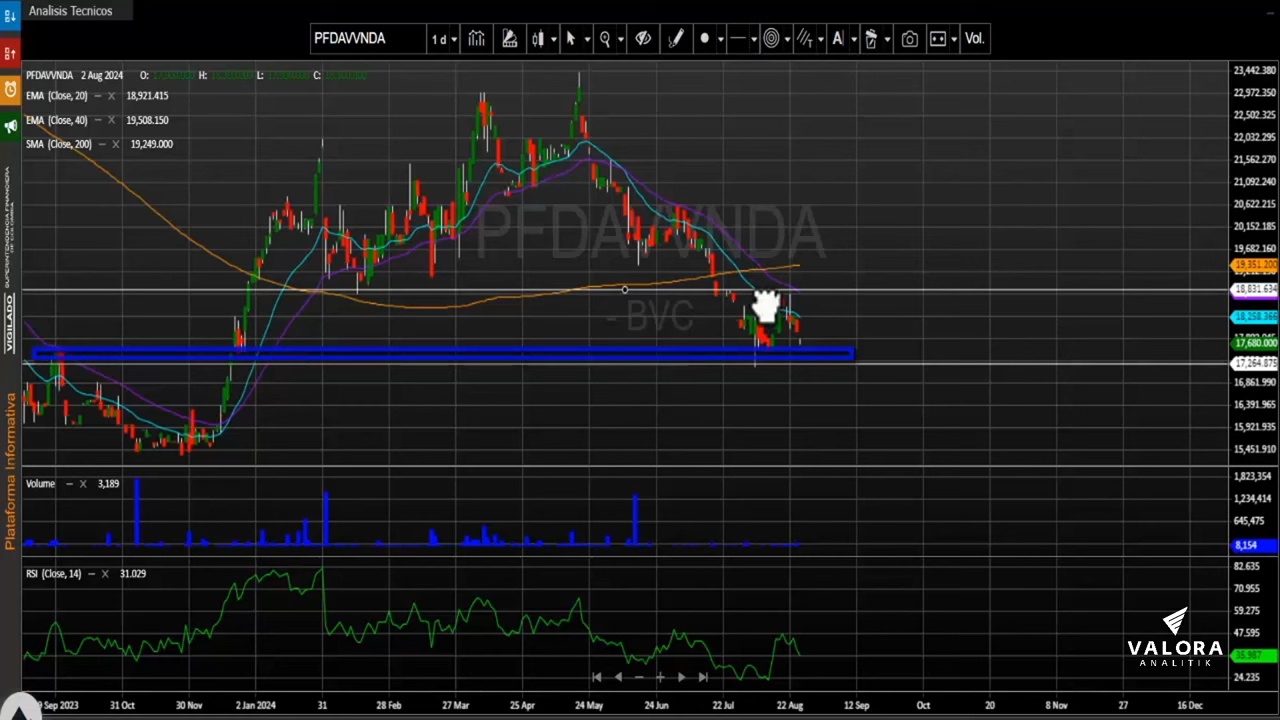 Analisis Tecnicos
PFDAVVNDA 1 d A T Vol.
PFDAVVNDA 2 Aug 2024 O: H: L: C:
EMA (Close, 20) – X 18,921.415
EMA (Close, 40) – X 19,508.150
SMA (Close, 200) – X 19,249.000
PFDAVVNDA
- BVC
23,442.380
22,972.350
22,502.325
22,032.295
21,562.270
21,092.240
20,622.215
20,152.185
19,682.160
19,351.200
18,831.634
18,258.366
17,680.000
17,264.875
16,861.990
16,391.965
15,921.935
15,451.910
VIGILADO
Plataforma Informativa
Volume – X 3,189
1,823,354
1,234,414
645,475
8,154
RSI (Close, 14) – X 31.029
82.635
70.955
59.275
47.595
35.987
24.235
VALORA
ANALITIK
Sep 2023 31 Oct 30 Nov 2 Jan 2024 31 28 Feb 27 Mar 25 Apr 24 May 24 Jun 22 Jul 22 Aug 12 Sep Oct 20 8 Nov 27 16 Dec